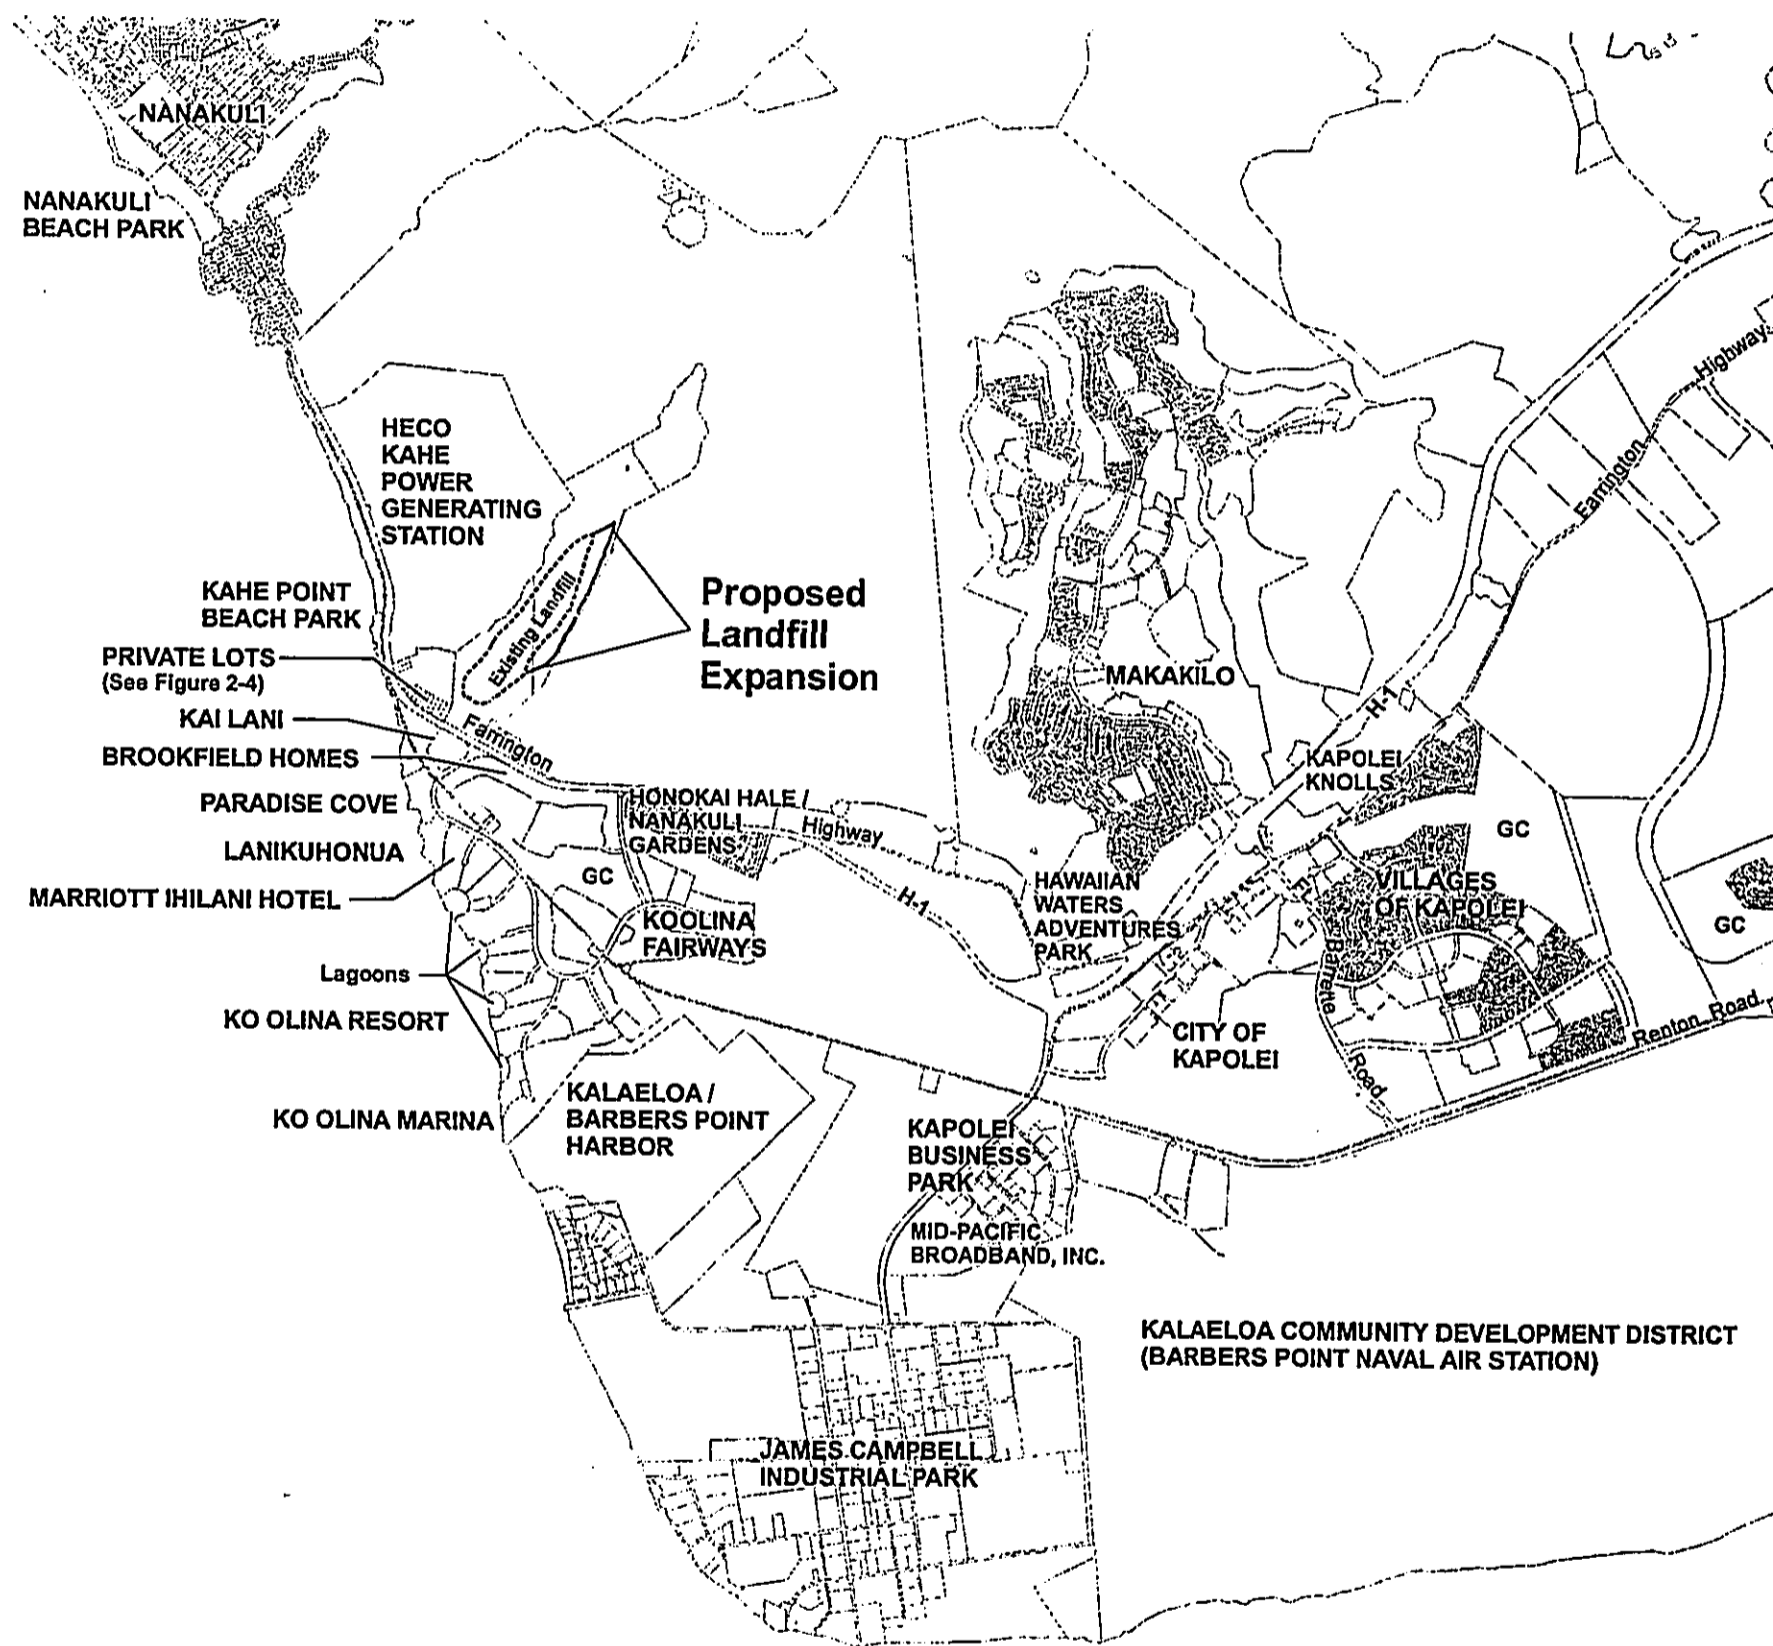 NANAKULI
NANAKULI
BEACH PARK
HECO
KAHE
POWER
GENERATING
STATION
KAHE POINT
BEACH PARK
Existing Landfill
Proposed
Landfill
Expansion
PRIVATE LOTS
(See Figure 2-4)
KAI LANI
BROOKFIELD HOMES
PARADISE COVE
LANIKUHONUA
MARRIOTT IHILANI HOTEL
Lagoons
KO OLINA RESORT
KO OLINA MARINA
Farrington
HONOKAI HALE /
NANAKULI
GARDENS
Highway
H-1
GC
KOOLINA
FAIRWAYS
KALAELOA /
BARBERS POINT
HARBOR
MAKAKILO
Highway
Farrington
H-1
KAPOLEI
KNOLLS
GC
HAWAIIAN
WATERS
ADVENTURES
PARK
VILLAGES
OF KAPOLEI
GC
Barrette
Road
Renton Road
CITY OF
KAPOLEI
KAPOLEI
BUSINESS
PARK
MID-PACIFIC
BROADBAND, INC.
KALAELOA COMMUNITY DEVELOPMENT DISTRICT
(BARBERS POINT NAVAL AIR STATION)
JAMES CAMPBELL
INDUSTRIAL PARK